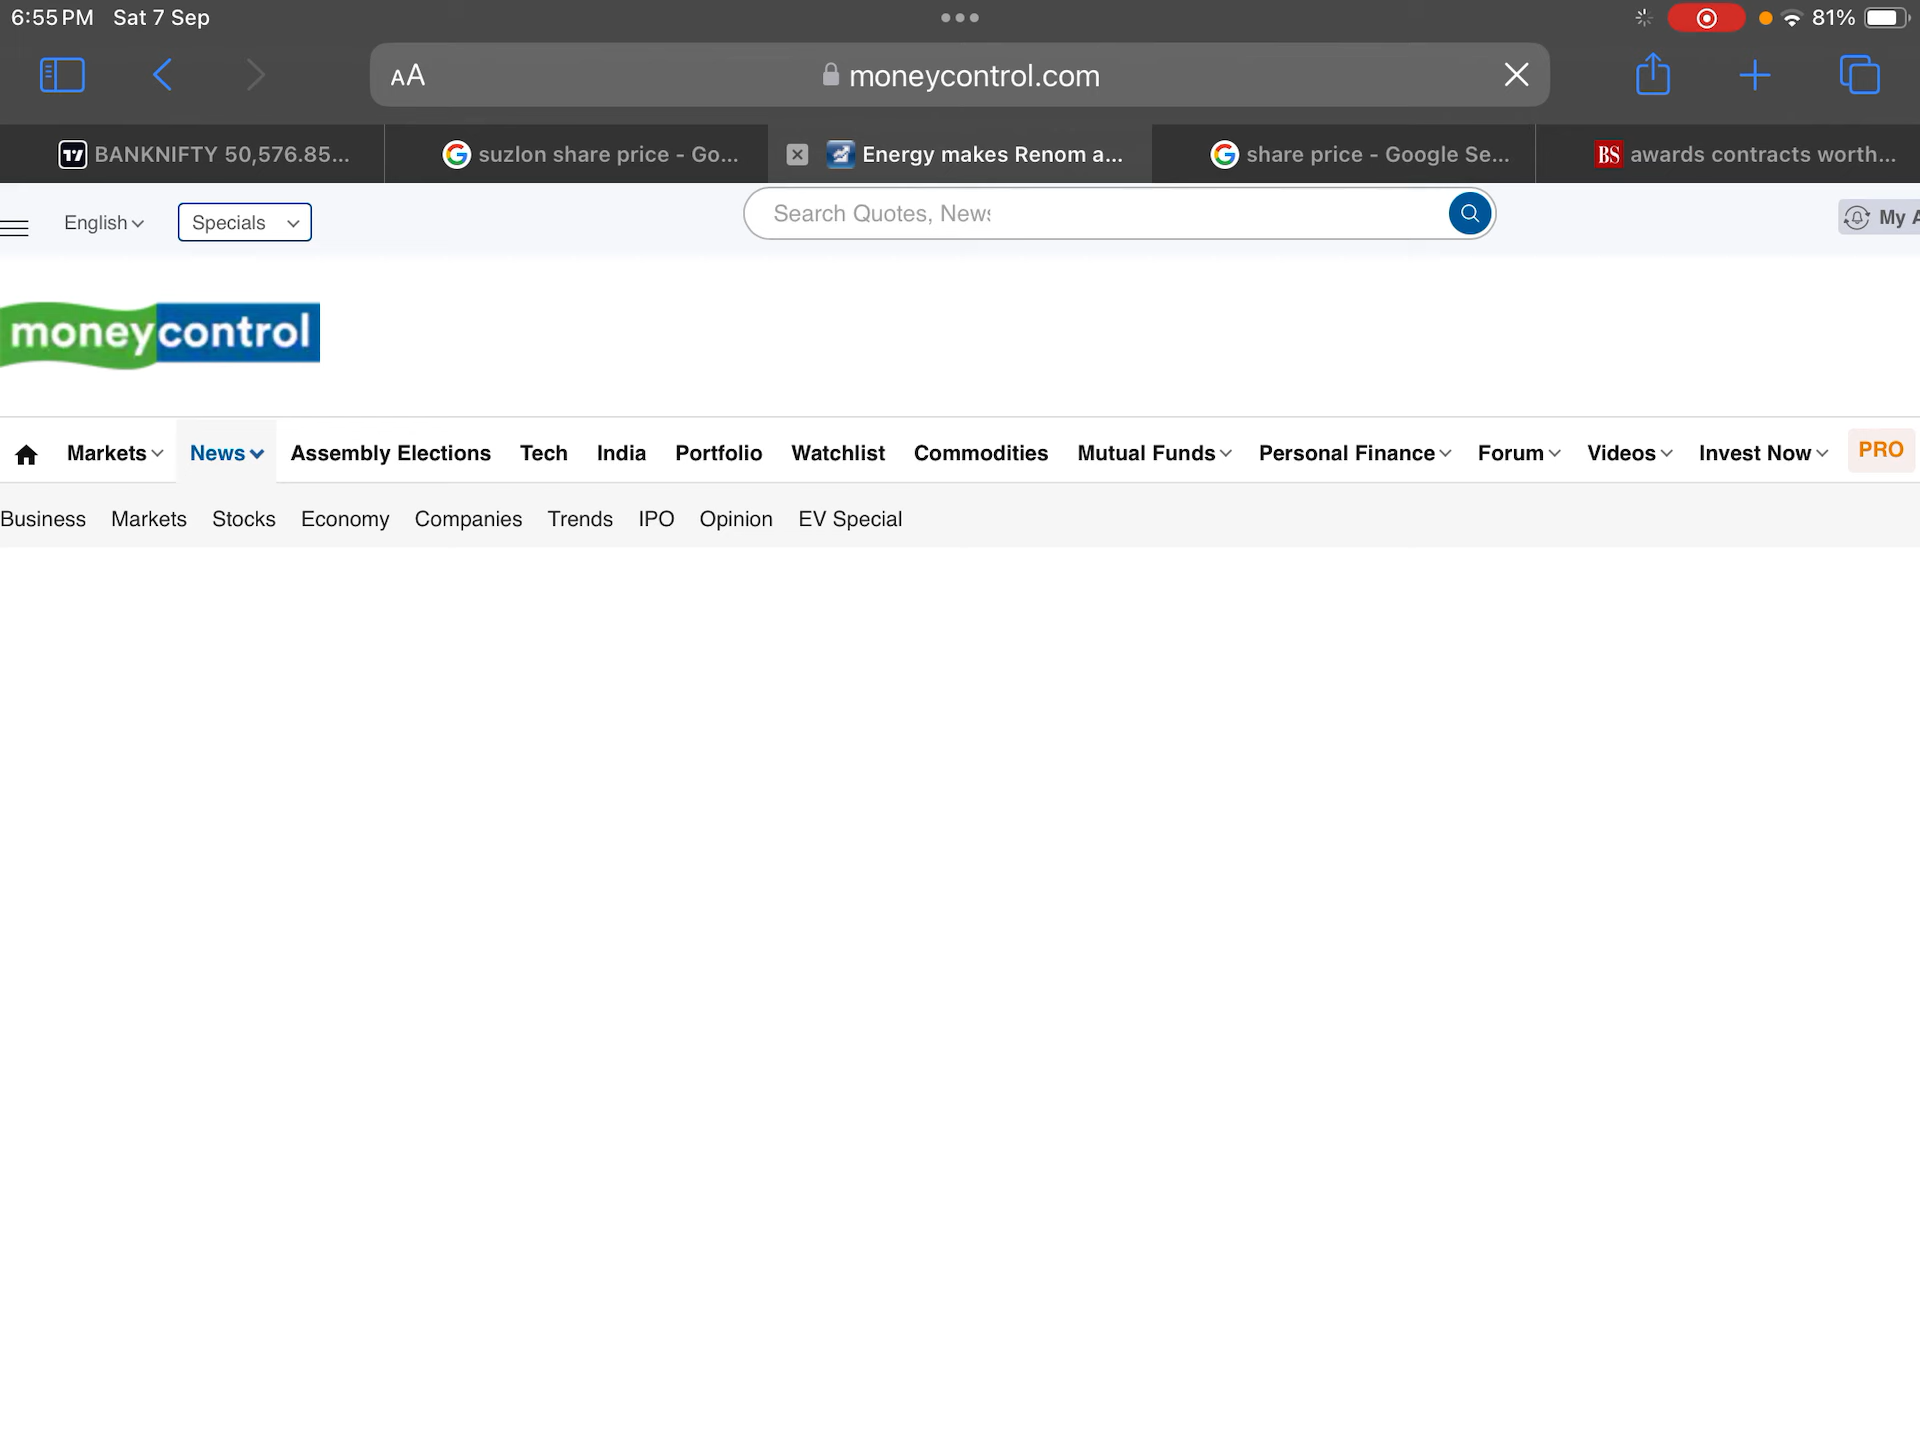 6:55 PM Sat 7 Sep 81%
AA moneycontrol.com
BANKNIFTY 50,576.85... suzlon share price - Go... Energy makes Renom a... share price - Google Se... BS awards contracts worth...
English Specials Search Quotes, News My A
moneycontrol
Markets News Assembly Elections Tech India Portfolio Watchlist Commodities Mutual Funds Personal Finance Forum Videos Invest Now PRO
Business Markets Stocks Economy Companies Trends IPO Opinion EV Special